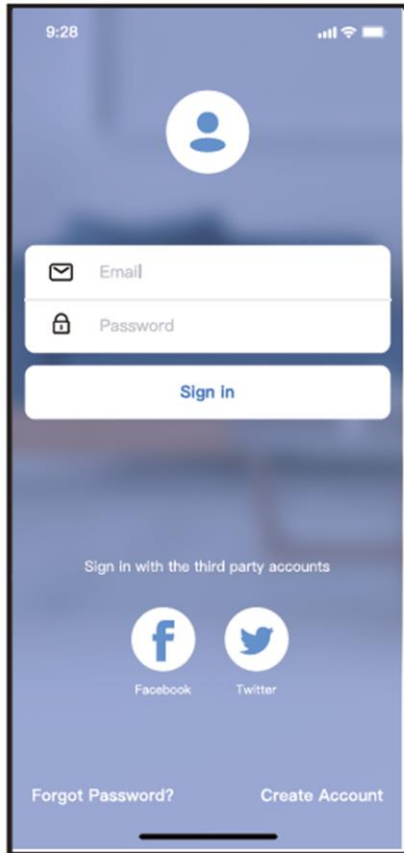 9:28
Email
Password
Sign in
Sign in with the third party accounts
Facebook Twitter
Forgot Password? Create Account